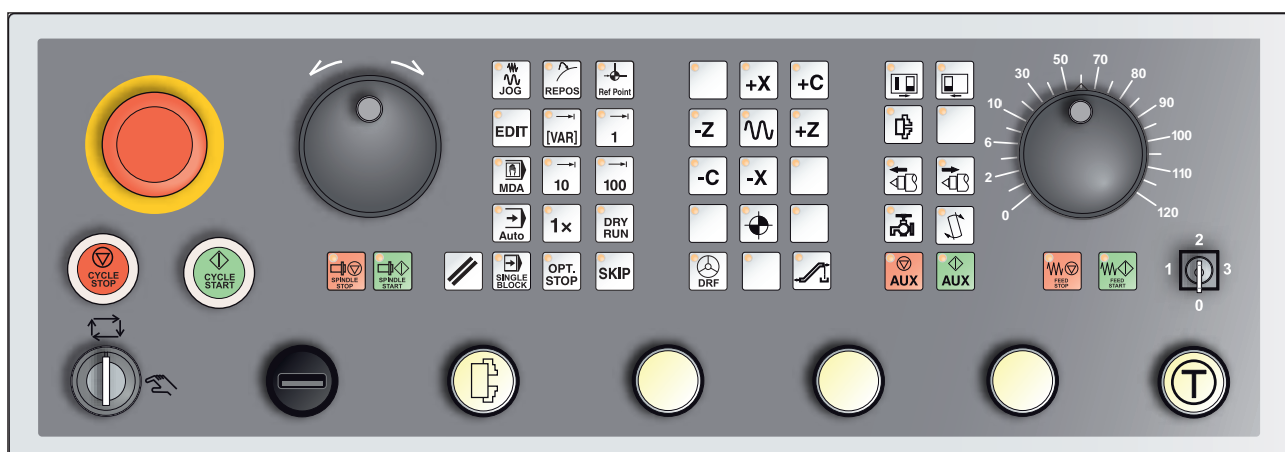 JOG
REPOS
Ref Point
EDIT
[VAR]
1
MDA
10
100
Auto
1×
DRY
RUN
SINGLE
BLOCK
OPT.
STOP
SKIP
+X
+C
-Z
+Z
-C
-X
DRF
AUX
AUX
0
2
6
10
30
50
70
80
90
100
110
120
CYCLE
STOP
CYCLE
START
SPINDLE
STOP
SPINDLE
START
FEED
STOP
FEED
START
2
1
3
0
T